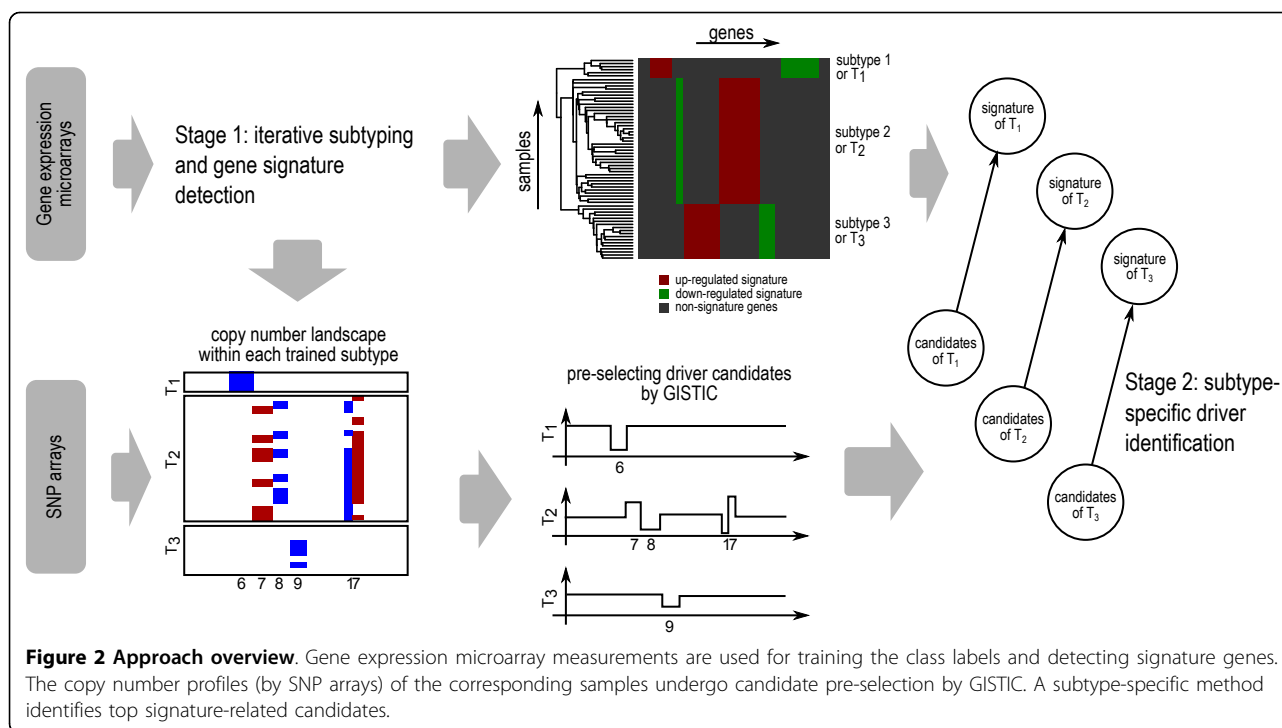 Gene expression
microarrays
Stage 1: iterative subtyping
and gene signature
detection
genes
samples
subtype 1
or T1
subtype 2
or T2
subtype 3
or T3
up-regulated signature
down-regulated signature
non-signature genes
signature
of T1
signature
of T2
signature
of T3
candidates
of T1
candidates
of T2
candidates
of T3
Stage 2: subtype-
specific driver
identification
SNP arrays
copy number landscape
within each trained subtype
T1
T2
T3
6 7 8 9 17
pre-selecting driver candidates
by GISTIC
T1
6
T2
7 8 17
T3
9
Figure 2 Approach overview. Gene expression microarray measurements are used for training the class labels and detecting signature genes.
The copy number profiles (by SNP arrays) of the corresponding samples undergo candidate pre-selection by GISTIC. A subtype-specific method
identifies top signature-related candidates.